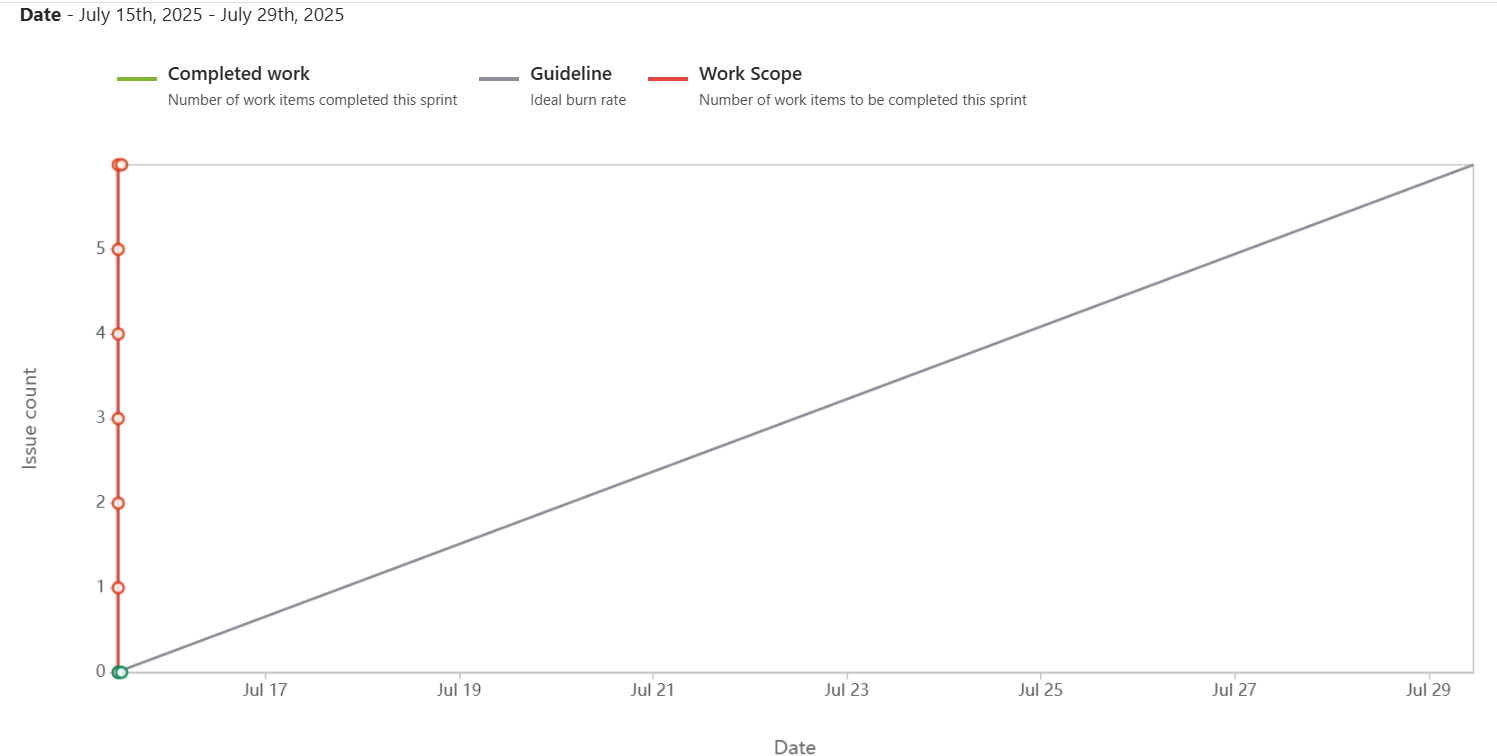 Date - July 15th, 2025 - July 29th, 2025
Completed work
Number of work items completed this sprint
Guideline
Ideal burn rate
Work Scope
Number of work items to be completed this sprint
Issue count
5
4
3
2
1
0
Jul 17 Jul 19 Jul 21 Jul 23 Jul 25 Jul 27 Jul 29
Date